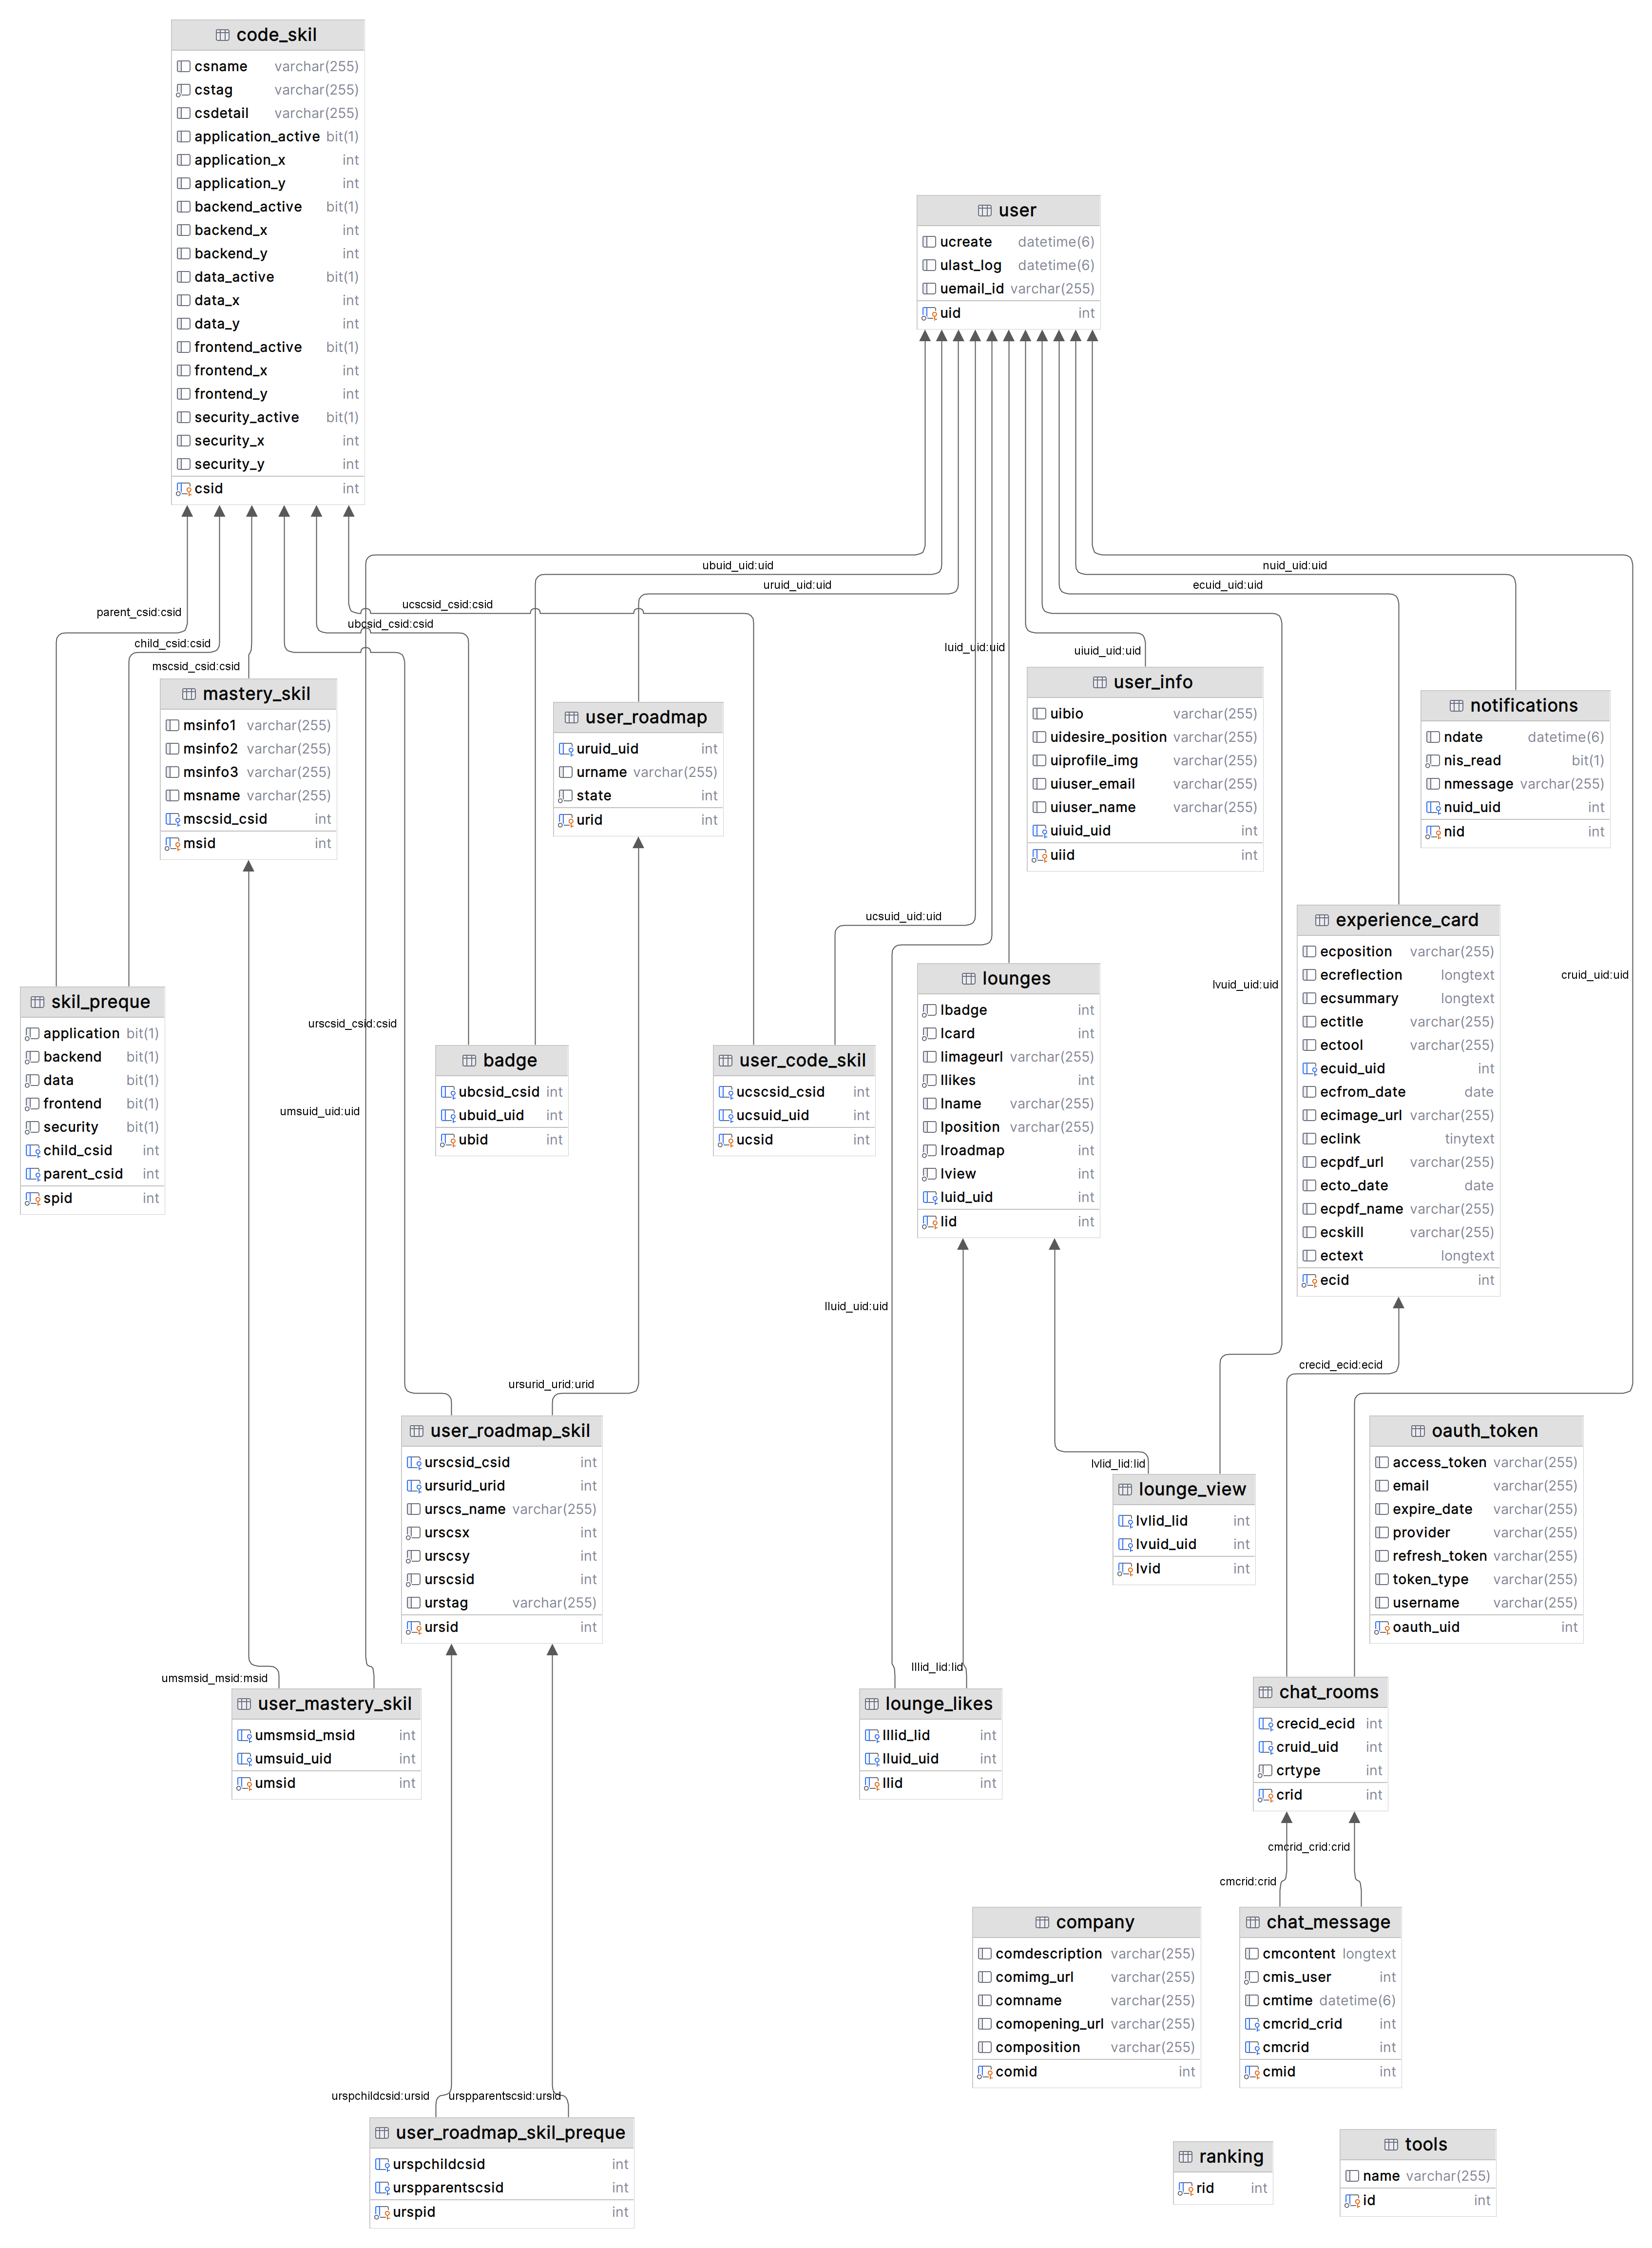 code_skil
csname varchar(255)
cstag varchar(255)
csdetail varchar(255)
application_active bit(1)
application_x int
application_y int
backend_active bit(1)
backend_x int
backend_y int
data_active bit(1)
data_x int
data_y int
frontend_active bit(1)
frontend_x int
frontend_y int
security_active bit(1)
security_x int
security_y int
csid int
user
ucreate datetime(6)
ulast_log datetime(6)
uemail_id varchar(255)
uid int
ubuid_uid:uid
nuid_uid:uid
uruid_uid:uid
ecuid_uid:uid
parent_csid:csid
ucscsid_csid:csid
ubcsid_csid:csid
child_csid:csid
luid_uid:uid
uiuid_uid:uid
mscsid_csid:csid
mastery_skil
msinfo1 varchar(255)
msinfo2 varchar(255)
msinfo3 varchar(255)
msname varchar(255)
mscsid_csid int
msid int
user_roadmap
uruid_uid int
urname varchar(255)
state int
urid int
user_info
uibio varchar(255)
uidesire_position varchar(255)
uiprofile_img varchar(255)
uiuser_email varchar(255)
uiuser_name varchar(255)
uiuid_uid int
uiid int
notifications
ndate datetime(6)
nis_read bit(1)
nmessage varchar(255)
nuid_uid int
nid int
ucsuid_uid:uid
lvuid_uid:uid
cruid_uid:uid
experience_card
ecposition varchar(255)
ecreflection longtext
ecsummary longtext
ectitle varchar(255)
ectool varchar(255)
ecuid_uid int
ecfrom_date date
ecimage_url varchar(255)
eclink tinytext
ecpdf_url varchar(255)
ecto_date date
ecpdf_name varchar(255)
ecskill varchar(255)
ectext longtext
ecid int
lounges
lbadge int
lcard int
limageurl varchar(255)
llikes int
lname varchar(255)
lposition varchar(255)
lroadmap int
lview int
luid_uid int
lid int
skil_preque
application bit(1)
backend bit(1)
data bit(1)
frontend bit(1)
security bit(1)
child_csid int
parent_csid int
spid int
urscsid_csid:csid
umsuid_uid:uid
badge
ubcsid_csid int
ubuid_uid int
ubid int
user_code_skil
ucscsid_csid int
ucsuid_uid int
ucsid int
lluid_uid:uid
crecid_ecid:ecid
ursurid_urid:urid
user_roadmap_skil
urscsid_csid int
ursurid_urid int
urscs_name varchar(255)
urscsx int
urscsy int
urscsid int
urstag varchar(255)
ursid int
lvlid_lid:lid
lounge_view
lvlid_lid int
lvuid_uid int
lvid int
oauth_token
access_token varchar(255)
email varchar(255)
expire_date varchar(255)
provider varchar(255)
refresh_token varchar(255)
token_type varchar(255)
username varchar(255)
oauth_uid int
umsmsid_msid:msid
user_mastery_skil
umsmsid_msid int
umsuid_uid int
umsid int
lllid_lid:lid
lounge_likes
lllid_lid int
lluid_uid int
llid int
chat_rooms
crecid_ecid int
cruid_uid int
crtype int
crid int
cmcrid_crid:crid
cmcrid:crid
company
comdescription varchar(255)
comimg_url varchar(255)
comname varchar(255)
comopening_url varchar(255)
composition varchar(255)
comid int
chat_message
cmcontent longtext
cmis_user int
cmtime datetime(6)
cmcrid_crid int
cmcrid int
cmid int
urspchildcsid:ursid
urspparentscsid:ursid
user_roadmap_skil_preque
urspchildcsid int
urspparentscsid int
urspid int
ranking
rid int
tools
name varchar(255)
id int